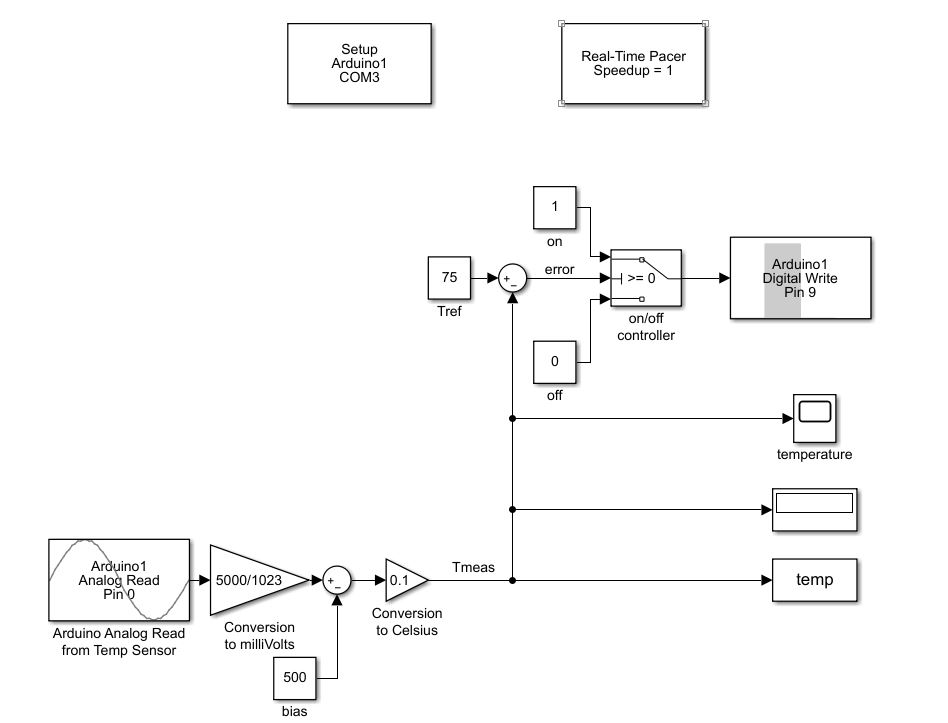 Setup
Arduino1
COM3
Real-Time Pacer
Speedup = 1
1
on
75
Tref
+
−
error
>= 0
on/off
controller
Arduino1
Digital Write
Pin 9
0
off
temperature
Arduino1
Analog Read
Pin 0
Arduino Analog Read
from Temp Sensor
5000/1023
Conversion
to milliVolts
+
−
500
bias
0.1
Conversion
to Celsius
Tmeas
temp